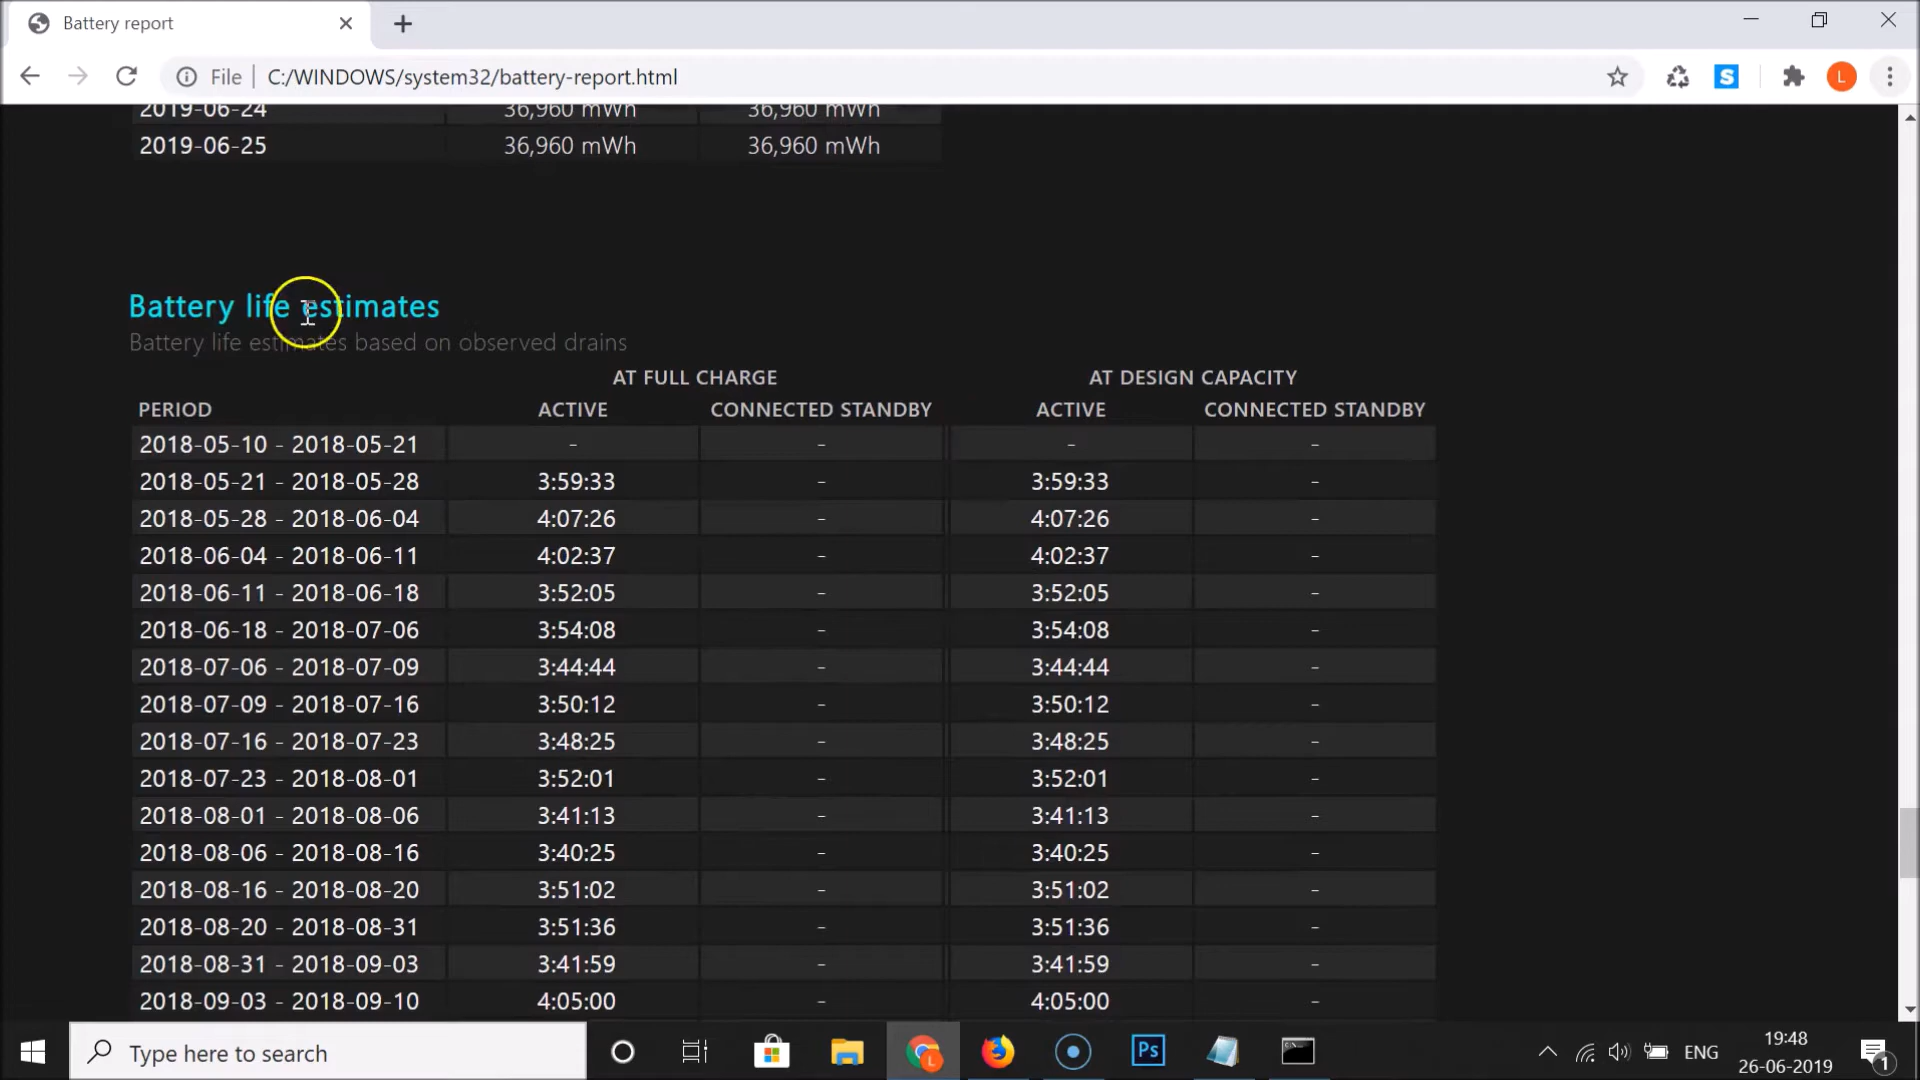 Battery report
File C:/WINDOWS/system32/battery-report.html
2019-06-24 36,960 mWh 36,960 mWh
2019-06-25 36,960 mWh 36,960 mWh
Battery life estimates
Battery life estimates based on observed drains
AT FULL CHARGE AT DESIGN CAPACITY
PERIOD ACTIVE CONNECTED STANDBY ACTIVE CONNECTED STANDBY
2018-05-10 - 2018-05-21 - - - -
2018-05-21 - 2018-05-28 3:59:33 - 3:59:33 -
2018-05-28 - 2018-06-04 4:07:26 - 4:07:26 -
2018-06-04 - 2018-06-11 4:02:37 - 4:02:37 -
2018-06-11 - 2018-06-18 3:52:05 - 3:52:05 -
2018-06-18 - 2018-07-06 3:54:08 - 3:54:08 -
2018-07-06 - 2018-07-09 3:44:44 - 3:44:44 -
2018-07-09 - 2018-07-16 3:50:12 - 3:50:12 -
2018-07-16 - 2018-07-23 3:48:25 - 3:48:25 -
2018-07-23 - 2018-08-01 3:52:01 - 3:52:01 -
2018-08-01 - 2018-08-06 3:41:13 - 3:41:13 -
2018-08-06 - 2018-08-16 3:40:25 - 3:40:25 -
2018-08-16 - 2018-08-20 3:51:02 - 3:51:02 -
2018-08-20 - 2018-08-31 3:51:36 - 3:51:36 -
2018-08-31 - 2018-09-03 3:41:59 - 3:41:59 -
2018-09-03 - 2018-09-10 4:05:00 - 4:05:00 -
Type here to search
L
Ps
ENG
19:48
26-06-2019
1
S
L